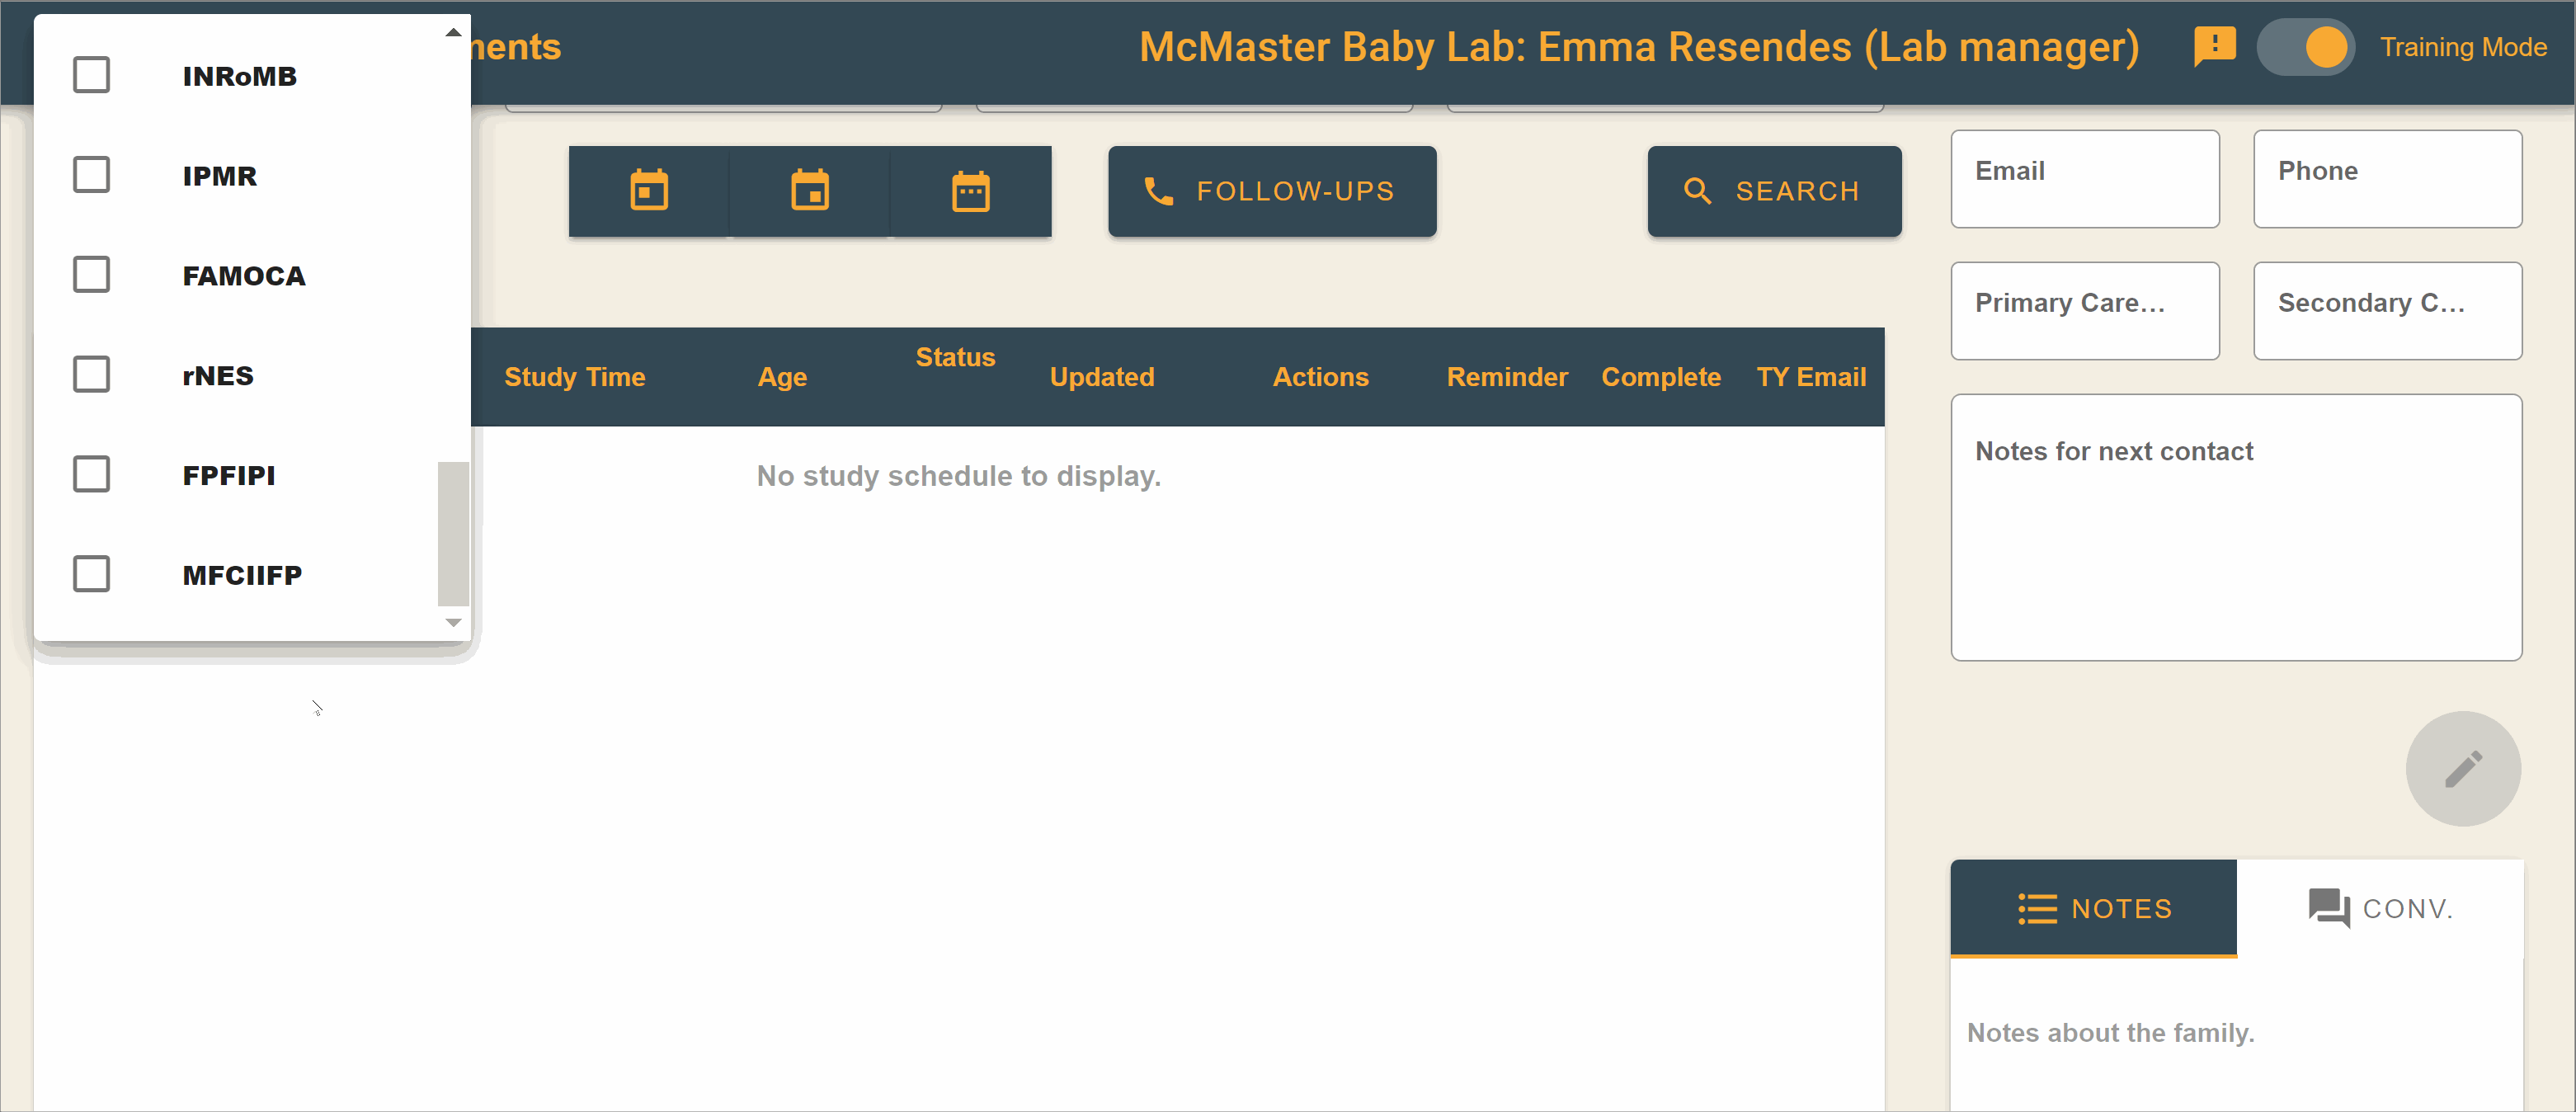 ments
McMaster Baby Lab: Emma Resendes (Lab manager)
Training Mode
INRoMB
IPMR
FAMOCA
rNES
FPFIPI
MFCIIFP
FOLLOW-UPS
SEARCH
Study Time
Age
Status
Updated
Actions
Reminder
Complete
TY Email
No study schedule to display.
Email
Phone
Primary Care...
Secondary C...
Notes for next contact
NOTES
CONV.
Notes about the family.